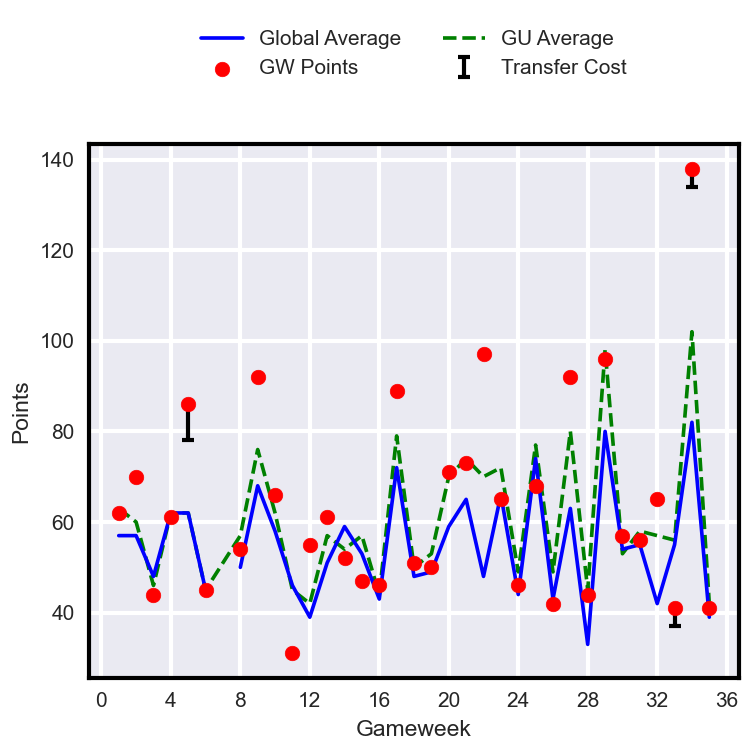 Global Average
GU Average
GW Points
Transfer Cost
140
120
100
80
60
40
Points
0 4 8 12 16 20 24 28 32 36
Gameweek